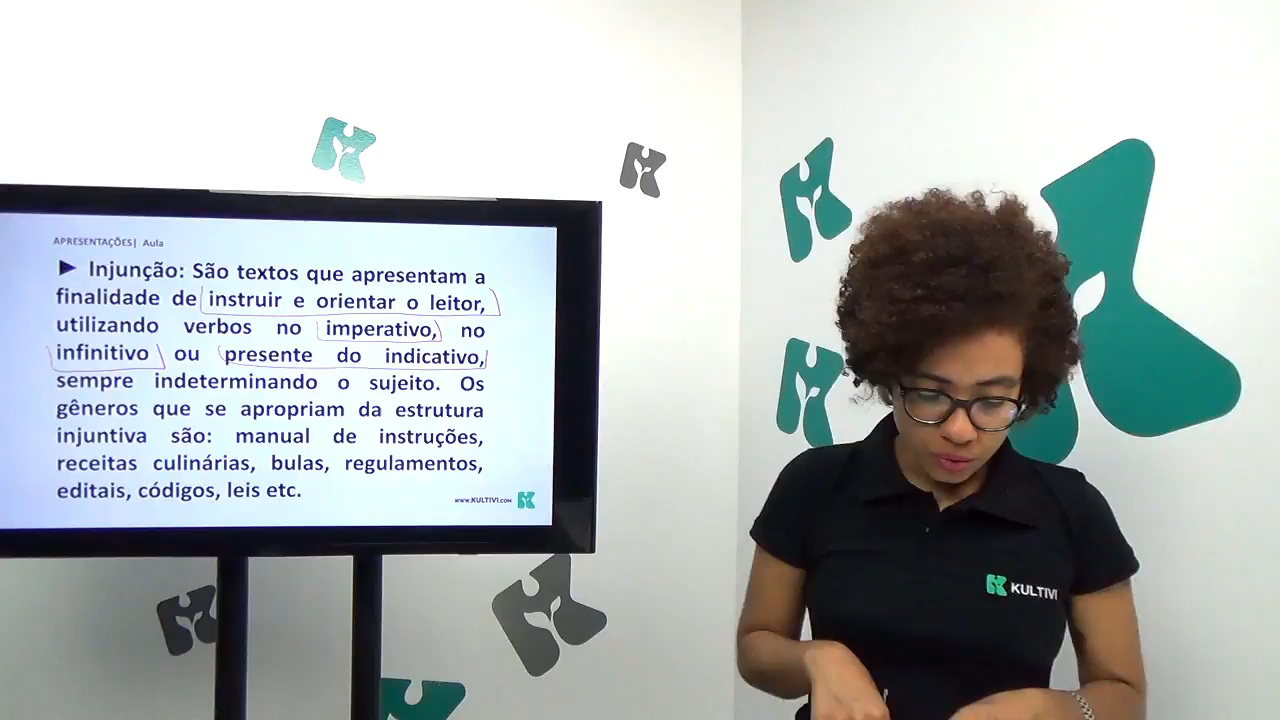 APRESENTAÇÕES| Aula
► Injunção: São textos que apresentam a
finalidade de instruir e orientar o leitor,
utilizando verbos no imperativo, no
infinitivo ou presente do indicativo,
sempre indeterminando o sujeito. Os
gêneros que se apropriam da estrutura
injuntiva são: manual de instruções,
receitas culinárias, bulas, regulamentos,
editais, códigos, leis etc.
www.KULTIVI.com
KULTIVI